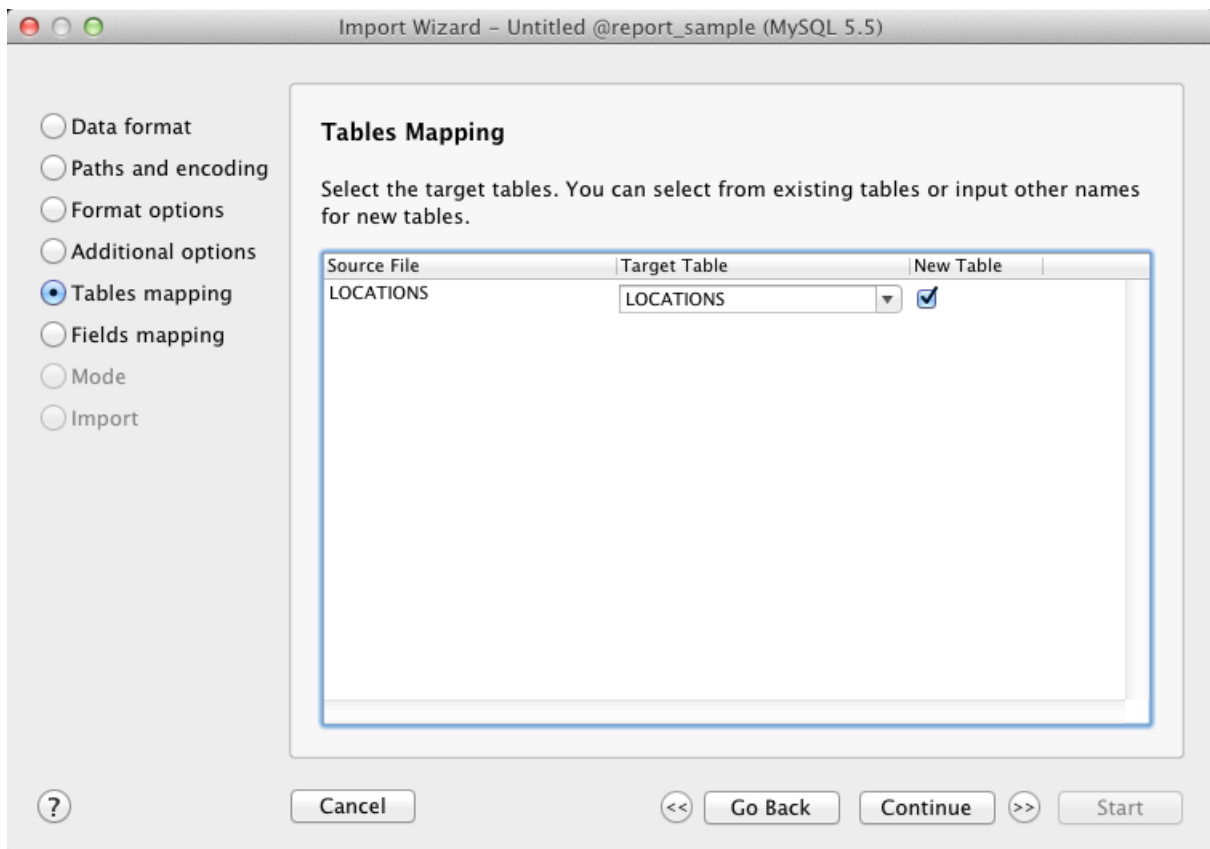 Import Wizard – Untitled @report_sample (MySQL 5.5)
Data format
Paths and encoding
Format options
Additional options
Tables mapping
Fields mapping
Mode
Import
Tables Mapping
Select the target tables. You can select from existing tables or input other names
for new tables.
Source File Target Table New Table
LOCATIONS LOCATIONS
? Cancel << Go Back Continue >> Start